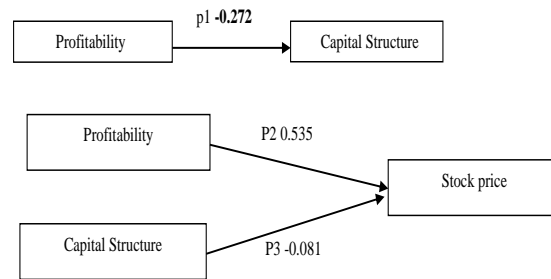 p1 -0.272
Profitability
Capital Structure
Profitability
P2 0.535
Stock price
Capital Structure
P3 -0.081